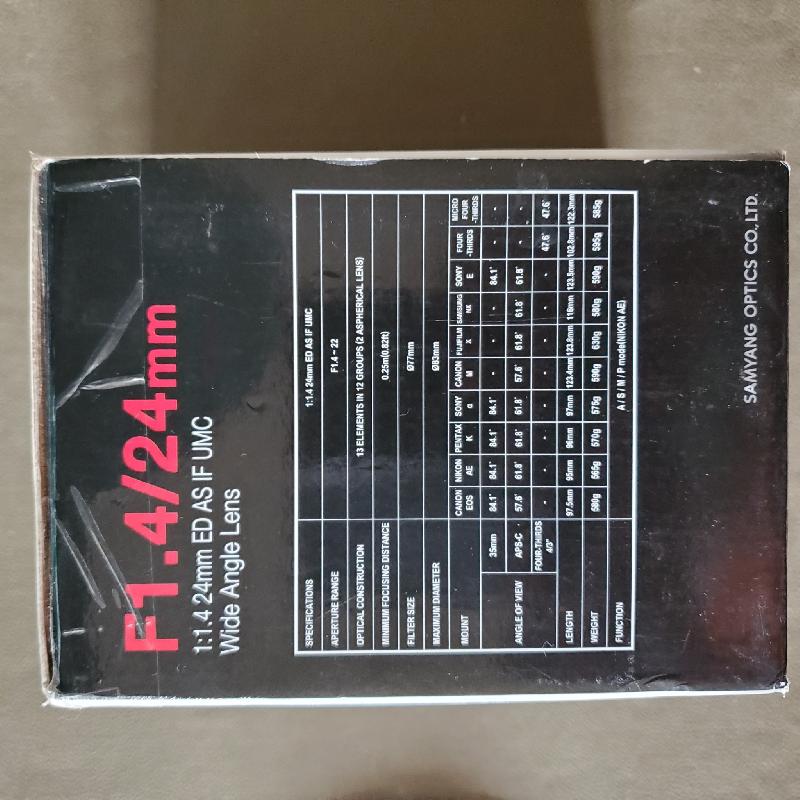 F1.4/24mm
1:1.4 24mm ED AS IF UMC
Wide Angle Lens
SPECIFICATIONS 1:1.4 24mm ED AS IF UMC
APERTURE RANGE F1.4 ~ 22
OPTICAL CONSTRUCTION 13 ELEMENTS IN 12 GROUPS (2 ASPHERICAL LENS)
MINIMUM FOCUSING DISTANCE 0.25m(0.82ft)
FILTER SIZE Ø77mm
MAXIMUM DIAMETER Ø83mm
MOUNT CANON EOS NIKON AE PENTAX K SONY α CANON M FUJIFILM X SAMSUNG NX SONY E FOUR -THIRDS MICRO FOUR -THIRDS
ANGLE OF VIEW 35mm 84.1˚ 84.1˚ 84.1˚ 84.1˚ - - - 84.1˚ - -
APS-C 57.6˚ 61.8˚ 61.8˚ 61.8˚ 57.6˚ 61.8˚ 61.8˚ 61.8˚ - -
FOUR-THIRDS 4/3" - - - - - - - - 47.6˚ 47.6˚
LENGTH 97.5mm 95mm 96mm 97mm 123.4mm 123.8mm 116mm 123.5mm 102.8mm 122.3mm
WEIGHT 580g 565g 570g 575g 590g 630g 580g 590g 595g 585g
FUNCTION A / S / M / P mode(NIKON AE)
SAMYANG OPTICS CO., LTD.